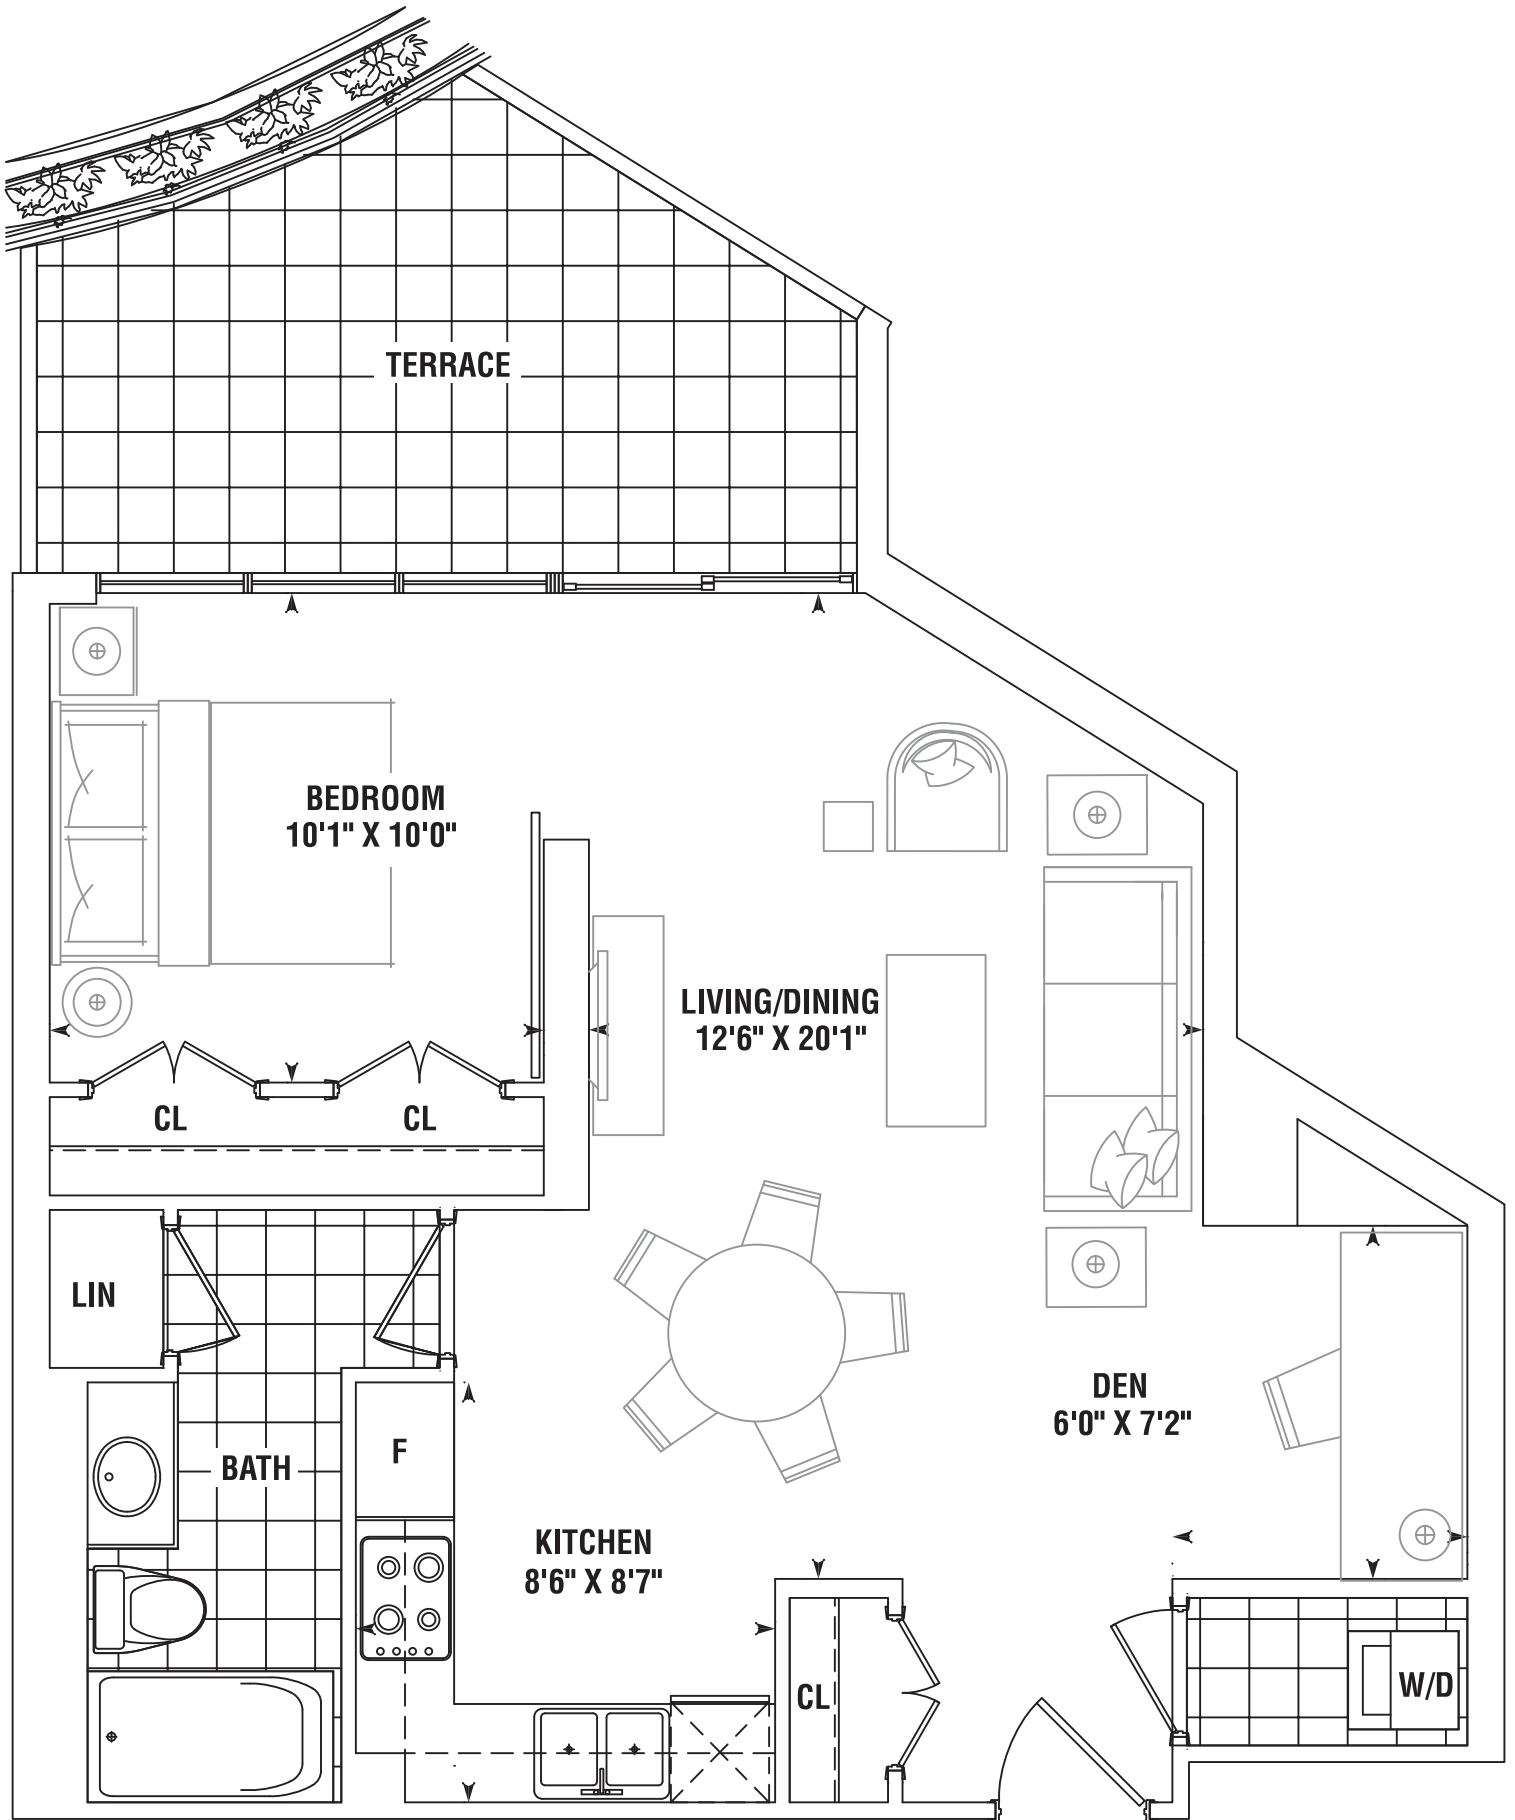 TERRACE
BEDROOM
10'1" X 10'0"
LIVING/DINING
12'6" X 20'1"
CL
CL
LIN
DEN
6'0" X 7'2"
F
BATH
KITCHEN
8'6" X 8'7"
CL
W/D